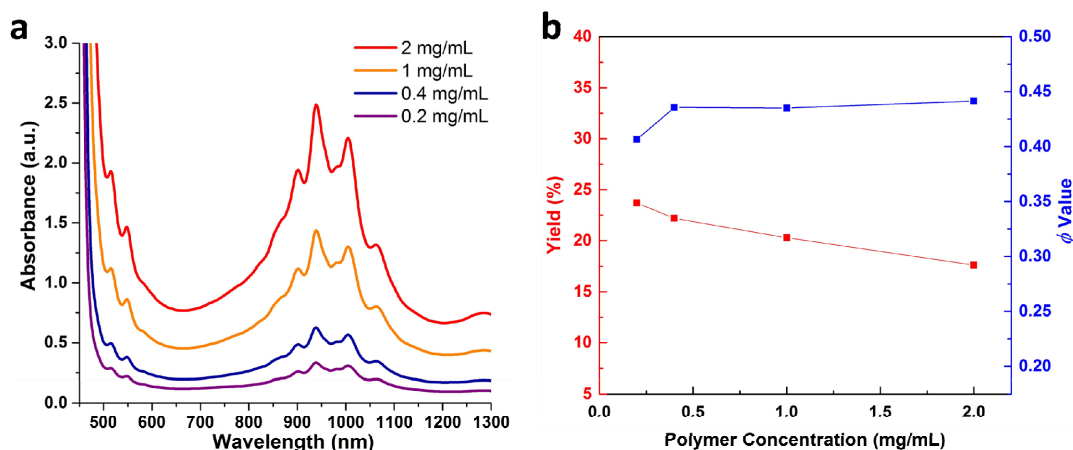 a
3.0
2.5
2.0
1.5
1.0
0.5
0.0
Absorbance (a.u.)
2 mg/mL
1 mg/mL
0.4 mg/mL
0.2 mg/mL
500 600 700 800 900 1000 1100 1200 1300
Wavelength (nm)
b
40
35
30
25
20
15
10
5
Yield (%)
0.50
0.45
0.40
0.35
0.30
0.25
0.20
ϕ Value
0.0 0.5 1.0 1.5 2.0
Polymer Concentration (mg/mL)